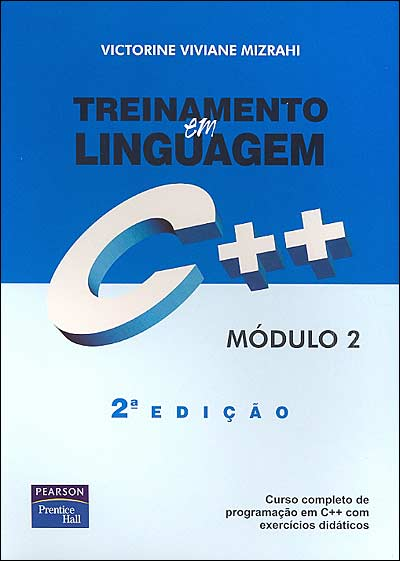 VICTORINE VIVIANE MIZRAHI
TREINAMENTO
em
LINGUAGEM
C++
MÓDULO 2
2ª EDIÇÃO
PEARSON
Prentice
Hall
Curso completo de
programação em C++ com
exercícios didáticos